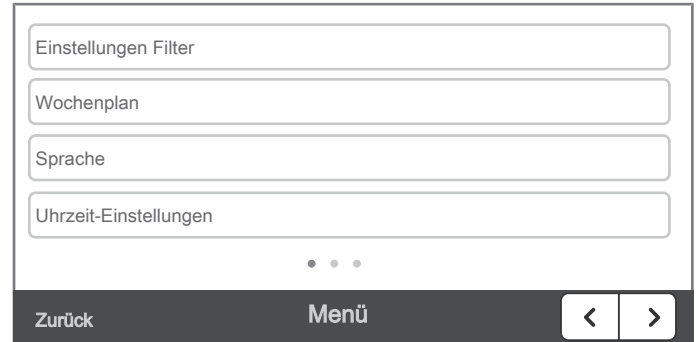 Einstellungen Filter
Wochenplan
Sprache
Uhrzeit-Einstellungen
Zurück Menü